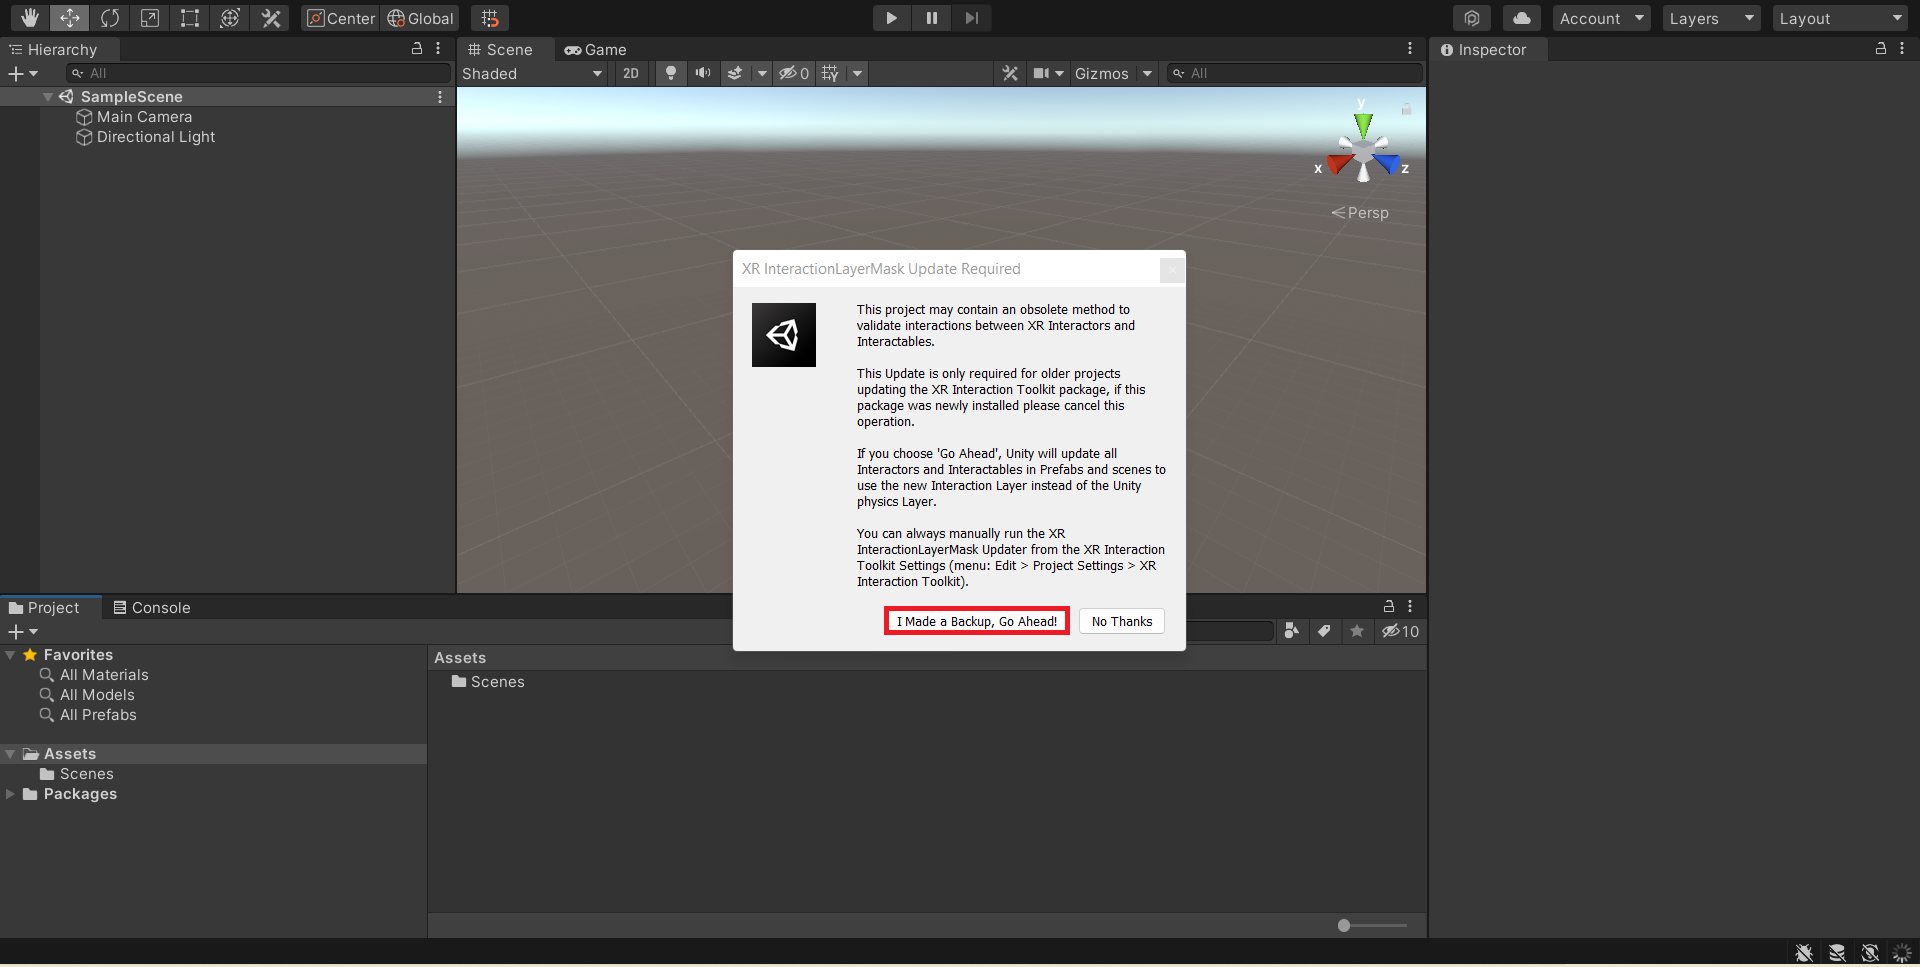 Center
Global
Account
Layers
Layout
Hierarchy
Scene
Game
Inspector
All
Shaded
2D
0
Gizmos
All
SampleScene
Main Camera
Directional Light
y
x
z
Persp
XR InteractionLayerMask Update Required
This project may contain an obsolete method to
validate interactions between XR Interactors and
Interactables.
This Update is only required for older projects
updating the XR Interaction Toolkit package, if this
package was newly installed please cancel this
operation.
If you choose 'Go Ahead', Unity will update all
Interactors and Interactables in Prefabs and scenes to
use the new Interaction Layer instead of the Unity
physics Layer.
You can always manually run the XR
InteractionLayerMask Updater from the XR Interaction
Toolkit Settings (menu: Edit > Project Settings > XR
Interaction Toolkit).
I Made a Backup, Go Ahead!
No Thanks
Project
Console
10
Favorites
All Materials
All Models
All Prefabs
Assets
Scenes
Packages
Assets
Scenes